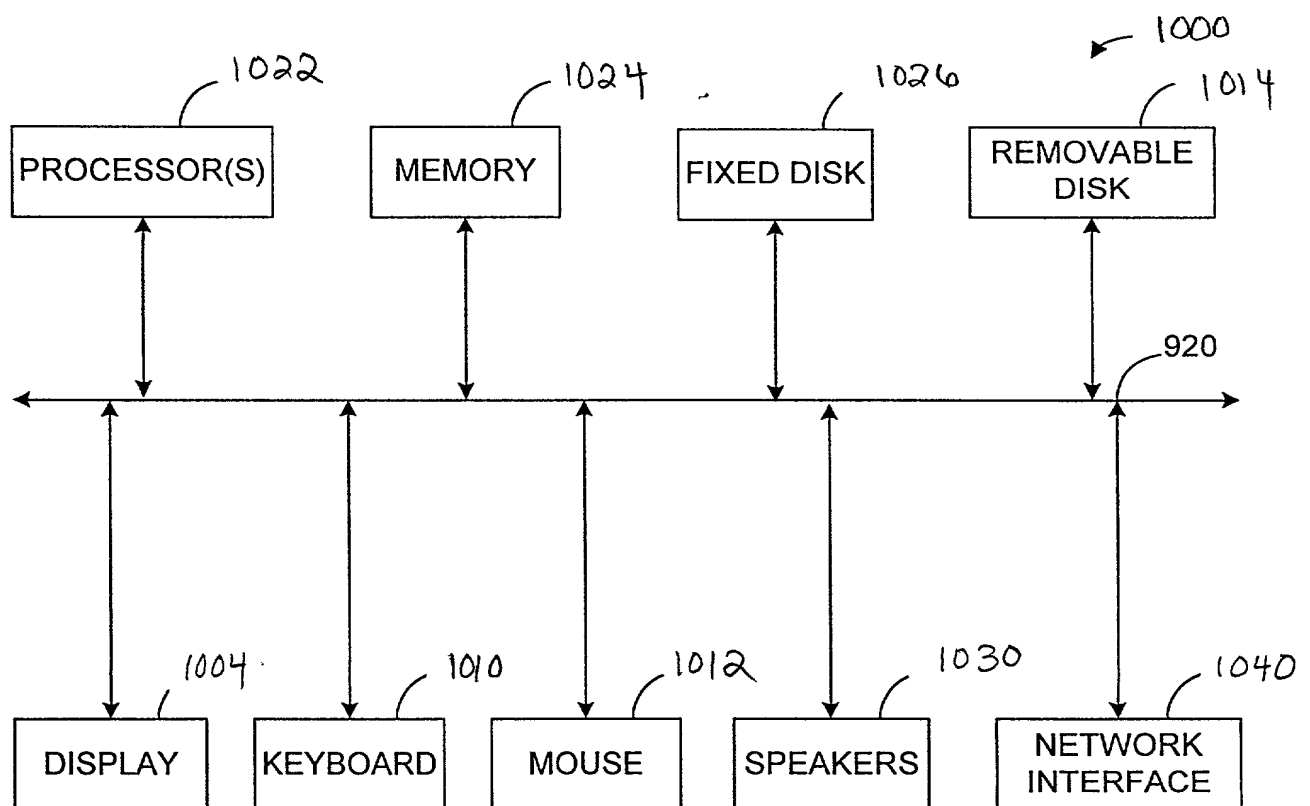 1000
1022
1024
1026
1014
PROCESSOR(S)
MEMORY
FIXED DISK
REMOVABLE
DISK
920
1004
1010
1012
1030
1040
DISPLAY
KEYBOARD
MOUSE
SPEAKERS
NETWORK
INTERFACE